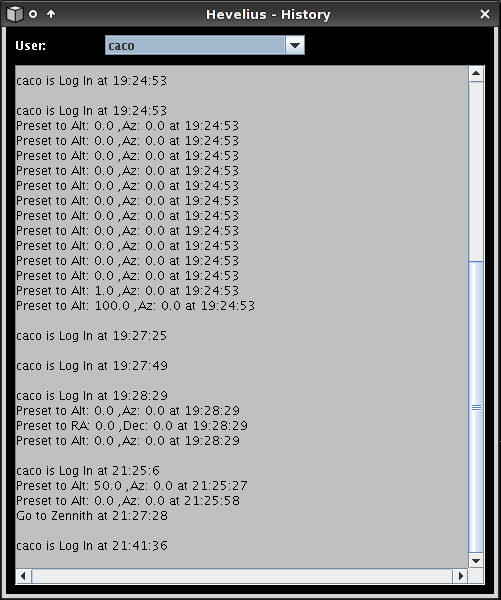 Hevelius - History
User: caco
caco is Log In at 19:24:53
caco is Log In at 19:24:53
Preset to Alt: 0.0 ,Az: 0.0 at 19:24:53
Preset to Alt: 0.0 ,Az: 0.0 at 19:24:53
Preset to Alt: 0.0 ,Az: 0.0 at 19:24:53
Preset to Alt: 0.0 ,Az: 0.0 at 19:24:53
Preset to Alt: 0.0 ,Az: 0.0 at 19:24:53
Preset to Alt: 0.0 ,Az: 0.0 at 19:24:53
Preset to Alt: 0.0 ,Az: 0.0 at 19:24:53
Preset to Alt: 0.0 ,Az: 0.0 at 19:24:53
Preset to Alt: 0.0 ,Az: 0.0 at 19:24:53
Preset to Alt: 0.0 ,Az: 0.0 at 19:24:53
Preset to Alt: 0.0 ,Az: 0.0 at 19:24:53
Preset to Alt: 1.0 ,Az: 0.0 at 19:24:53
Preset to Alt: 100.0 ,Az: 0.0 at 19:24:53
caco is Log In at 19:27:25
caco is Log In at 19:27:49
caco is Log In at 19:28:29
Preset to Alt: 0.0 ,Az: 0.0 at 19:28:29
Preset to RA: 0.0 ,Dec: 0.0 at 19:28:29
Preset to Alt: 0.0 ,Az: 0.0 at 19:28:29
caco is Log In at 21:25:6
Preset to Alt: 50.0 ,Az: 0.0 at 21:25:27
Preset to Alt: 0.0 ,Az: 0.0 at 21:25:58
Go to Zennith at 21:27:28
caco is Log In at 21:41:36